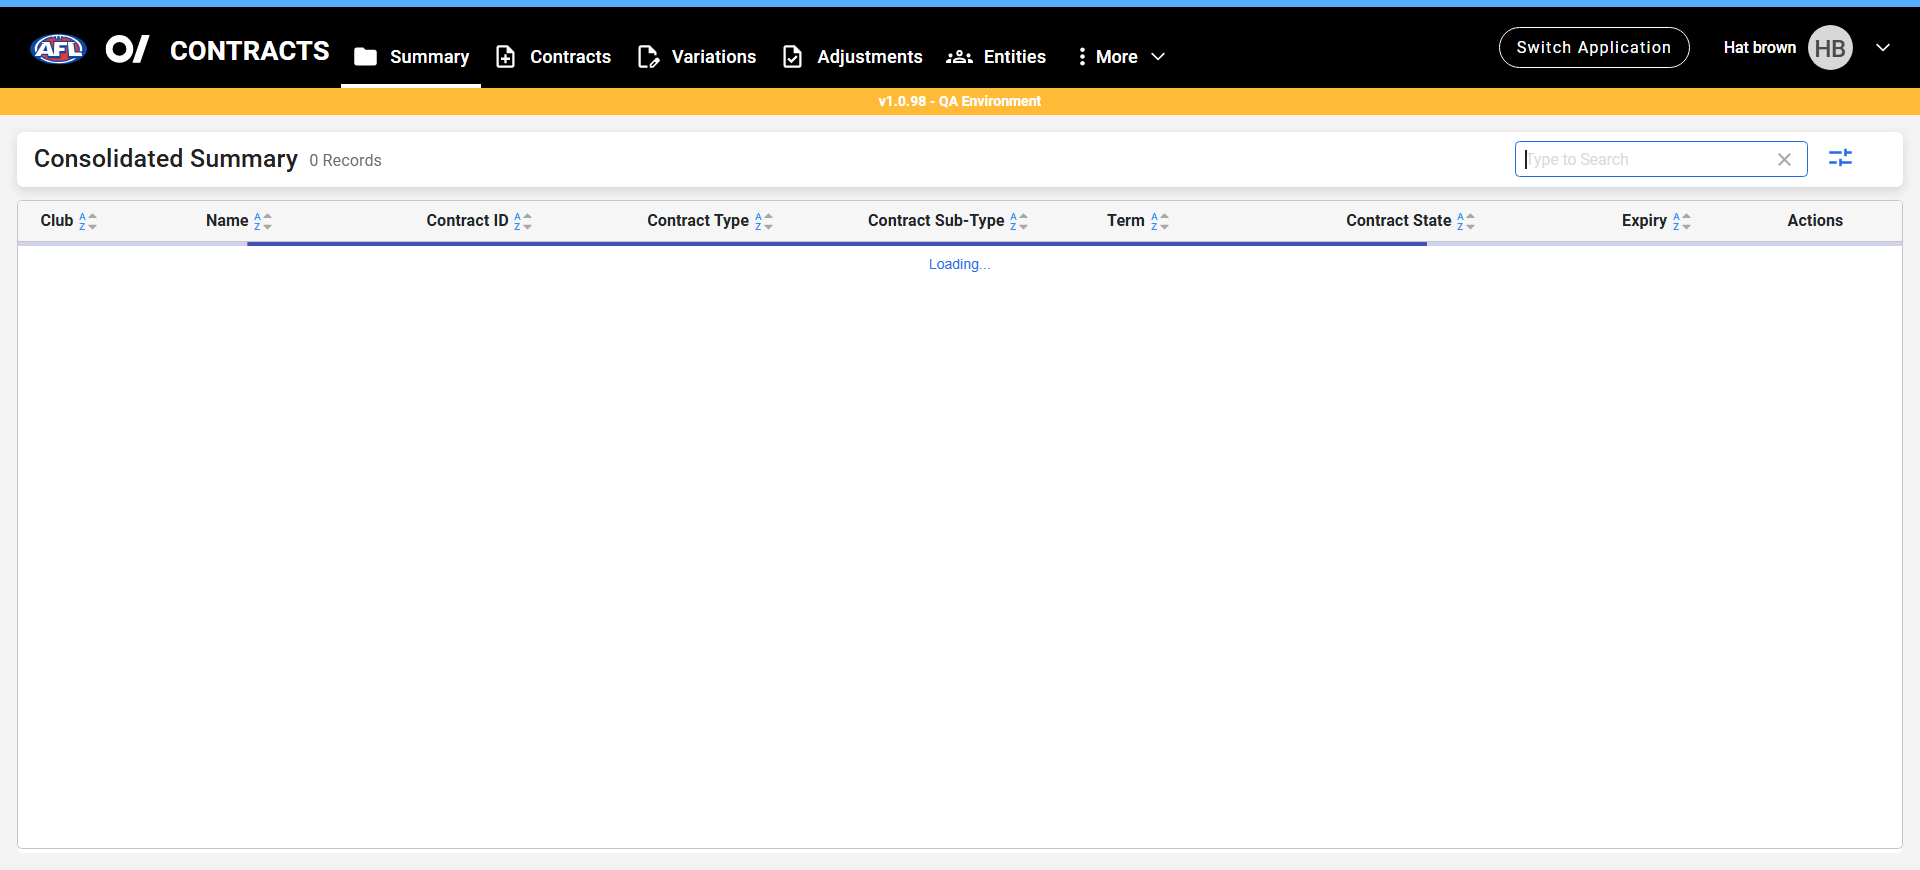 AFL O/ CONTRACTS Summary Contracts Variations Adjustments Entities More Switch Application Hat brown HB
v1.0.98 - QA Environment
Consolidated Summary 0 Records Type to Search
Club Name Contract ID Contract Type Contract Sub-Type Term Contract State Expiry Actions
Loading...